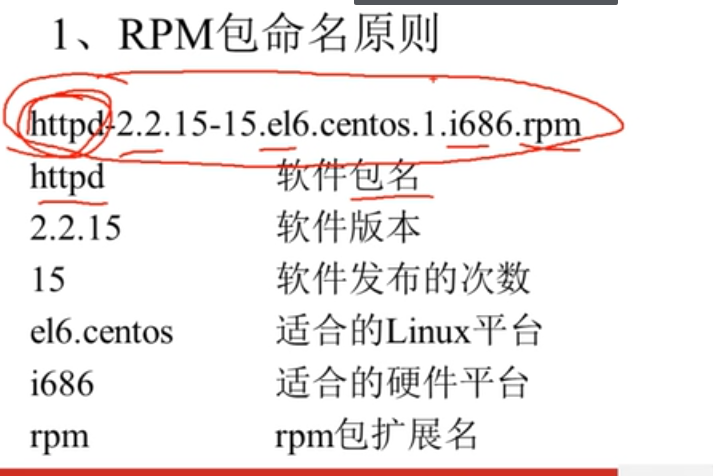 1、RPM包命名原则
httpd-2.2.15-15.el6.centos.1.i686.rpm
httpd 软件包名
2.2.15 软件版本
15 软件发布的次数
el6.centos 适合的Linux平台
i686 适合的硬件平台
rpm rpm包扩展名